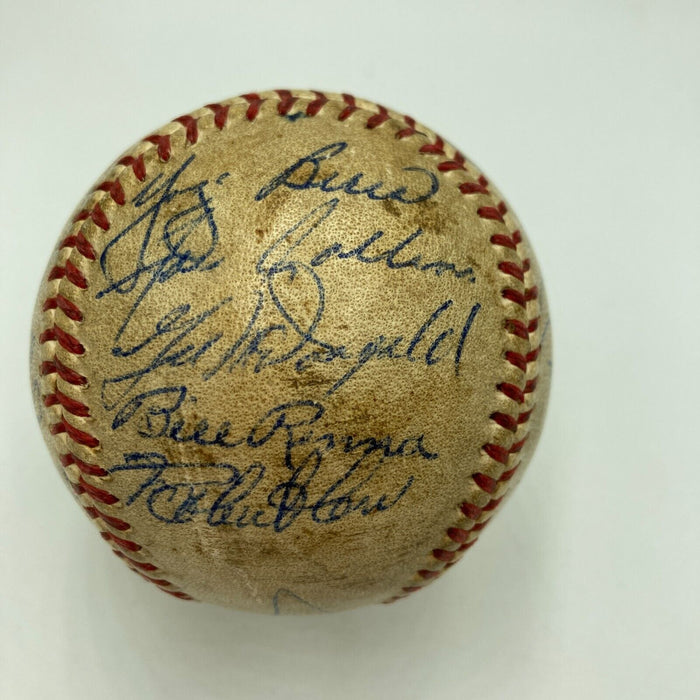 Yogi Berra
Joe Collins
Gil McDougald
Bill Renna